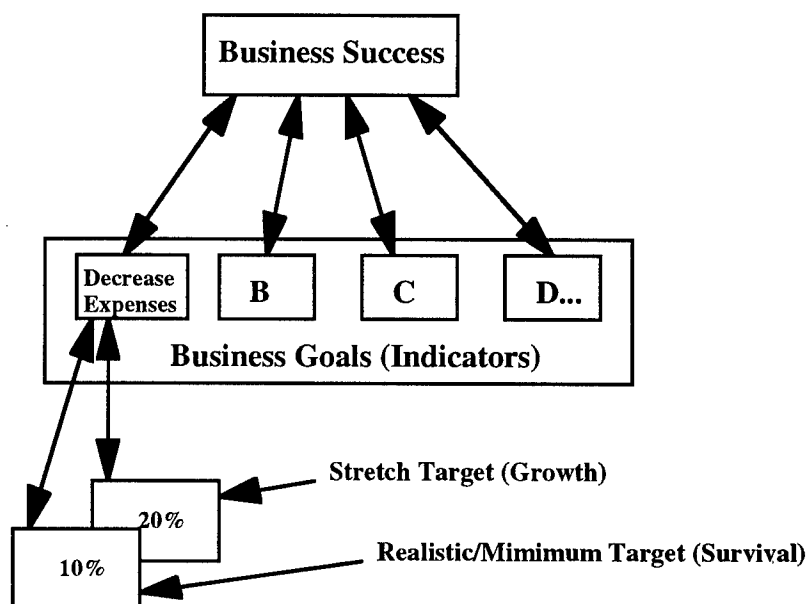 Business Success
Decrease
Expenses
B
C
D...
Business Goals (Indicators)
Stretch Target (Growth)
20%
Realistic/Mimimum Target (Survival)
10%